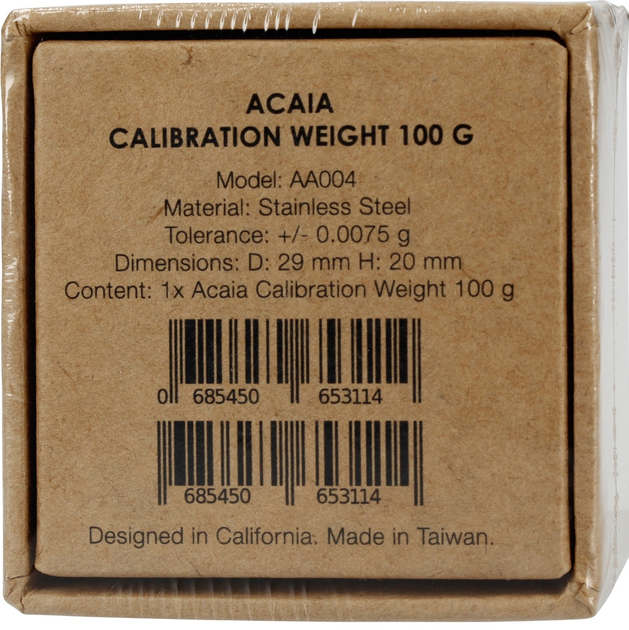 ACAIA
CALIBRATION WEIGHT 100 G
Model: AA004
Material: Stainless Steel
Tolerance: +/- 0.0075 g
Dimensions: D: 29 mm H: 20 mm
Content: 1x Acaia Calibration Weight 100 g
0 685450 653114
685450 653114
Designed in California. Made in Taiwan.